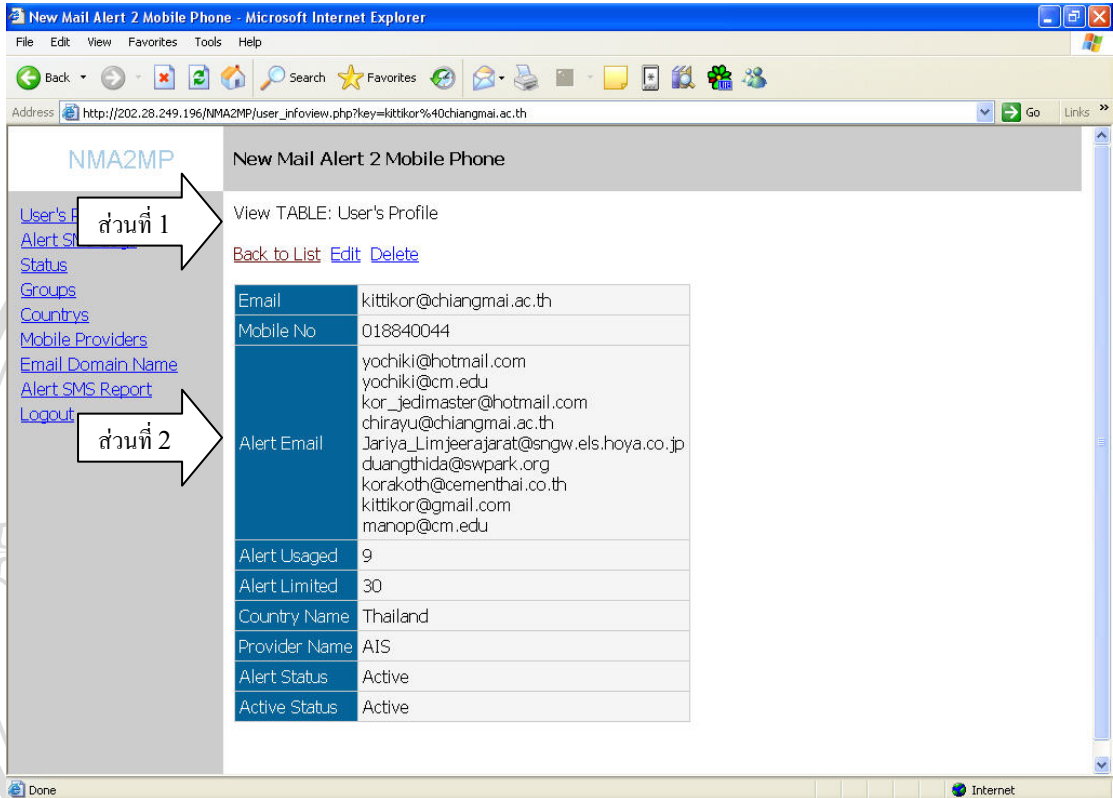 New Mail Alert 2 Mobile Phone - Microsoft Internet Explorer
File Edit View Favorites Tools Help
Back Search Favorites
Address http://202.28.249.196/NMA2MP/user_infoview.php?key=kittikor%40chiangmai.ac.th Go Links »
NMA2MP
New Mail Alert 2 Mobile Phone
User's P
Alert S
Status
Groups
Countrys
Mobile Providers
Email Domain Name
Alert SMS Report
Logout
ส่วนที่ 1
ส่วนที่ 2
View TABLE: User's Profile
Back to List Edit Delete
Email kittikor@chiangmai.ac.th
Mobile No 018840044
Alert Email
yochiki@hotmail.com
yochiki@cm.edu
kor_jedimaster@hotmail.com
chirayu@chiangmai.ac.th
Jariya_Limjeerajarat@sngw.els.hoya.co.jp
duangthida@swpark.org
korakoth@cementhai.co.th
kittikor@gmail.com
manop@cm.edu
Alert Usaged 9
Alert Limited 30
Country Name Thailand
Provider Name AIS
Alert Status Active
Active Status Active
Done Internet